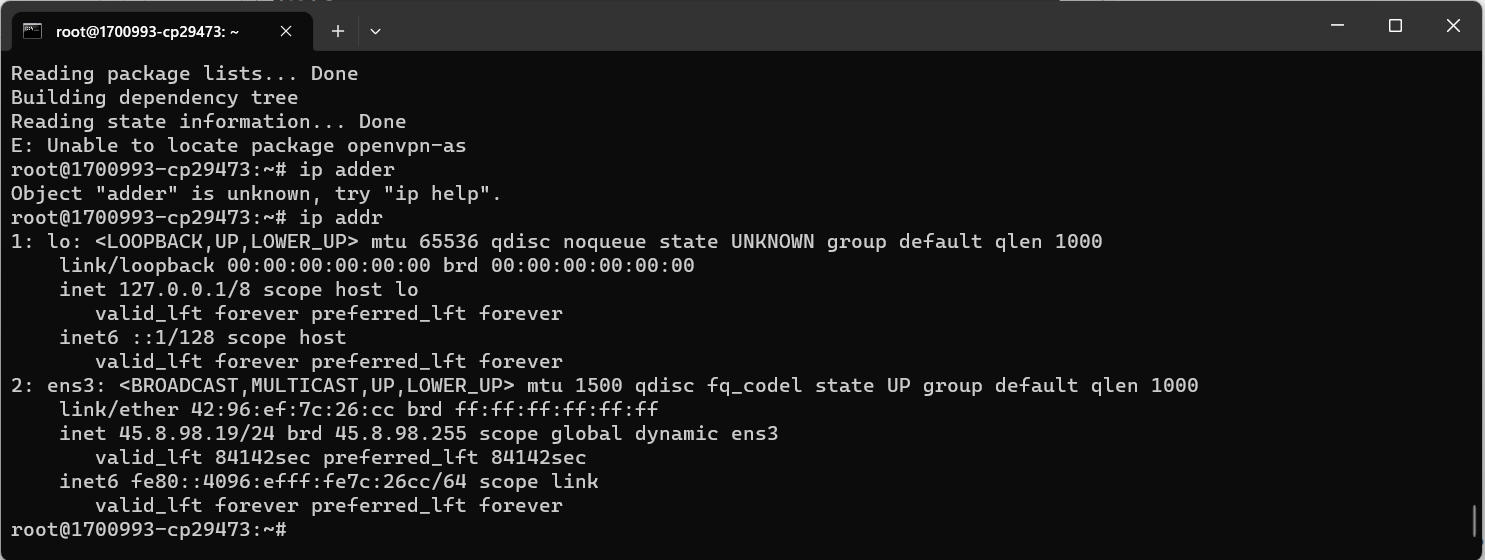 root@1700993-cp29473: ~
Reading package lists... Done
Building dependency tree
Reading state information... Done
E: Unable to locate package openvpn-as
root@1700993-cp29473:~# ip adder
Object "adder" is unknown, try "ip help".
root@1700993-cp29473:~# ip addr
1: lo: <LOOPBACK,UP,LOWER_UP> mtu 65536 qdisc noqueue state UNKNOWN group default qlen 1000
    link/loopback 00:00:00:00:00:00 brd 00:00:00:00:00:00
    inet 127.0.0.1/8 scope host lo
       valid_lft forever preferred_lft forever
    inet6 ::1/128 scope host
       valid_lft forever preferred_lft forever
2: ens3: <BROADCAST,MULTICAST,UP,LOWER_UP> mtu 1500 qdisc fq_codel state UP group default qlen 1000
    link/ether 42:96:ef:7c:26:cc brd ff:ff:ff:ff:ff:ff
    inet 45.8.98.19/24 brd 45.8.98.255 scope global dynamic ens3
       valid_lft 84142sec preferred_lft 84142sec
    inet6 fe80::4096:efff:fe7c:26cc/64 scope link
       valid_lft forever preferred_lft forever
root@1700993-cp29473:~#